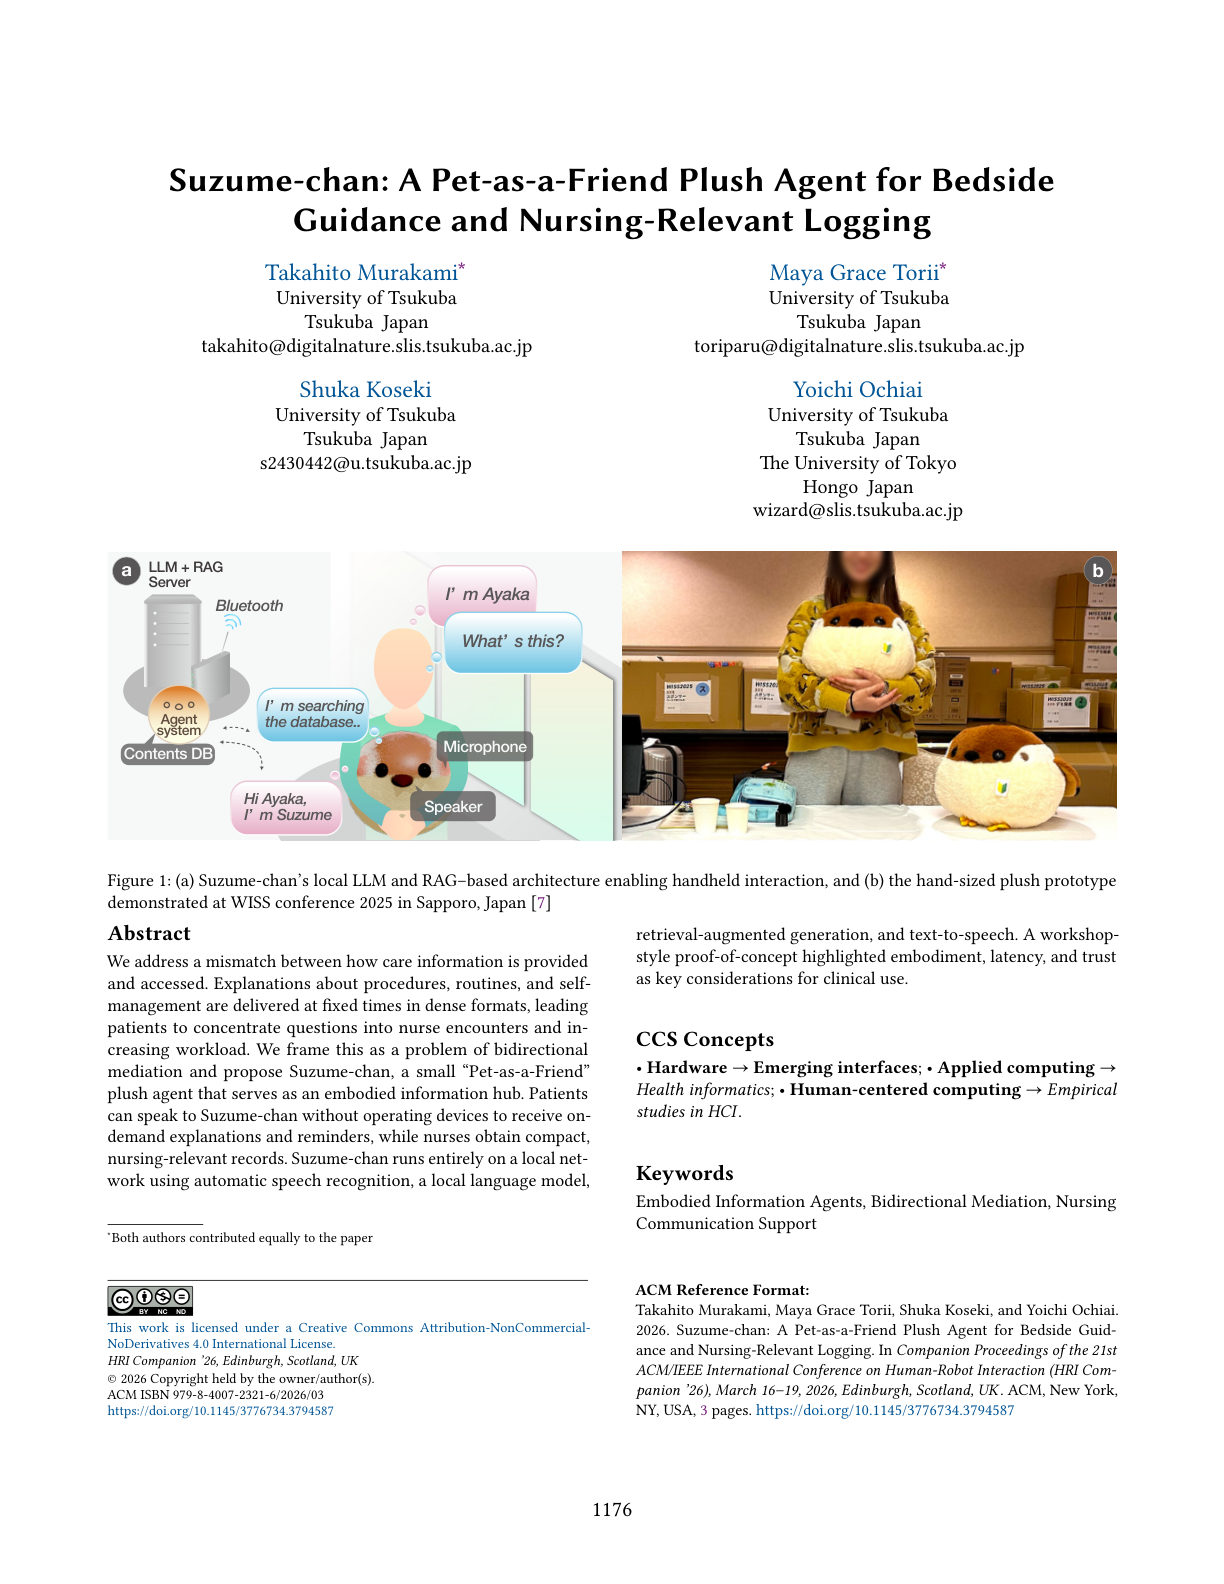 Suzume-chan: A Pet-as-a-Friend Plush Agent for Bedside
Guidance and Nursing-Relevant Logging
Takahito Murakami*
University of Tsukuba
Tsukuba Japan
takahito@digitalnature.slis.tsukuba.ac.jp
Maya Grace Torii*
University of Tsukuba
Tsukuba Japan
toriparu@digitalnature.slis.tsukuba.ac.jp
Shuka Koseki
University of Tsukuba
Tsukuba Japan
s2430442@u.tsukuba.ac.jp
Yoichi Ochiai
University of Tsukuba
Tsukuba Japan
The University of Tokyo
Hongo Japan
wizard@slis.tsukuba.ac.jp
a
LLM + RAG
Server
Bluetooth
Agent
system
Contents DB
I' m Ayaka
What' s this?
I' m searching
the database..
Microphone
Hi Ayaka,
I' m Suzume
Speaker
b
WISS2025
WISS2025
WISS2025
Figure 1: (a) Suzume-chan's local LLM and RAG–based architecture enabling handheld interaction, and (b) the hand-sized plush prototype
demonstrated at WISS conference 2025 in Sapporo, Japan [7]
Abstract
We address a mismatch between how care information is provided
and accessed. Explanations about procedures, routines, and self-
management are delivered at fixed times in dense formats, leading
patients to concentrate questions into nurse encounters and in-
creasing workload. We frame this as a problem of bidirectional
mediation and propose Suzume-chan, a small “Pet-as-a-Friend”
plush agent that serves as an embodied information hub. Patients
can speak to Suzume-chan without operating devices to receive on-
demand explanations and reminders, while nurses obtain compact,
nursing-relevant records. Suzume-chan runs entirely on a local net-
work using automatic speech recognition, a local language model,
*Both authors contributed equally to the paper
cc BY NC ND
This work is licensed under a Creative Commons Attribution-NonCommercial-
NoDerivatives 4.0 International License.
HRI Companion '26, Edinburgh, Scotland, UK
© 2026 Copyright held by the owner/author(s).
ACM ISBN 979-8-4007-2321-6/2026/03
https://doi.org/10.1145/3776734.3794587
retrieval-augmented generation, and text-to-speech. A workshop-
style proof-of-concept highlighted embodiment, latency, and trust
as key considerations for clinical use.
CCS Concepts
• Hardware → Emerging interfaces; • Applied computing →
Health informatics; • Human-centered computing → Empirical
studies in HCI.
Keywords
Embodied Information Agents, Bidirectional Mediation, Nursing
Communication Support
ACM Reference Format:
Takahito Murakami, Maya Grace Torii, Shuka Koseki, and Yoichi Ochiai.
2026. Suzume-chan: A Pet-as-a-Friend Plush Agent for Bedside Guid-
ance and Nursing-Relevant Logging. In Companion Proceedings of the 21st
ACM/IEEE International Conference on Human-Robot Interaction (HRI Com-
panion '26), March 16–19, 2026, Edinburgh, Scotland, UK. ACM, New York,
NY, USA, 3 pages. https://doi.org/10.1145/3776734.3794587
1176